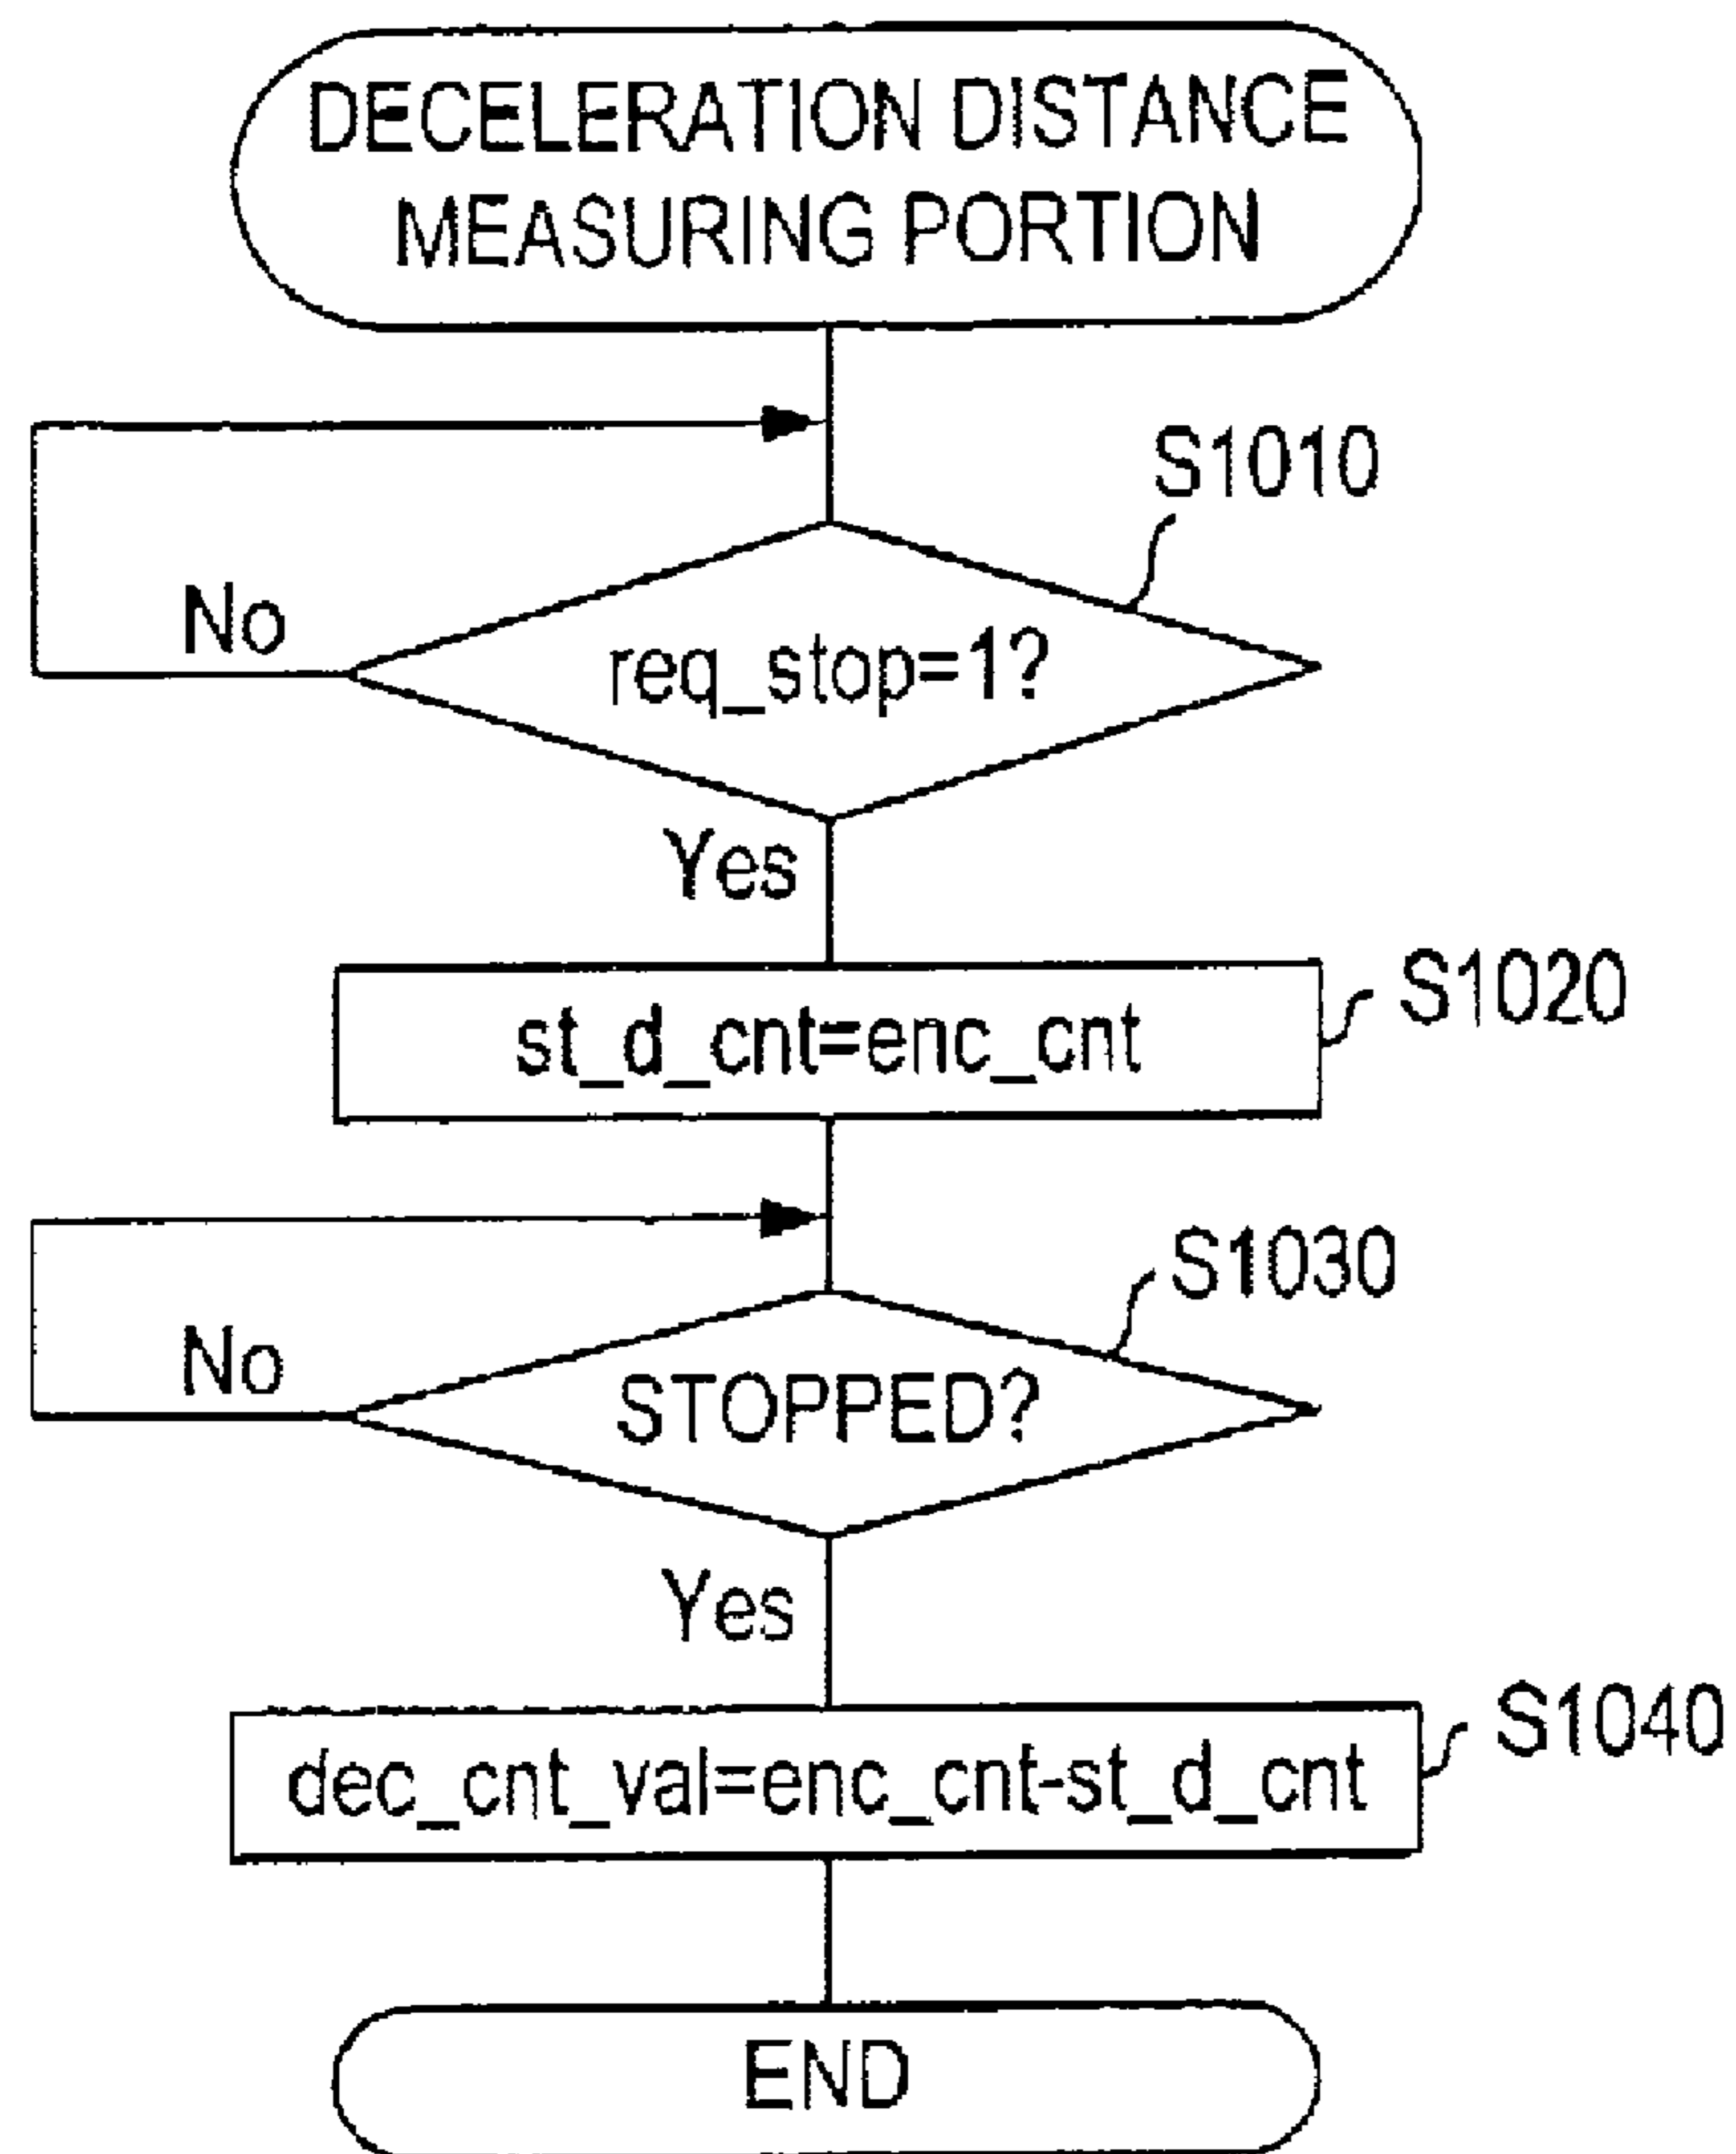 DECELERATION DISTANCE
MEASURING PORTION
S1010
No
req_stop=1?
Yes
S1020
st_d_cnt=enc_cnt
S1030
No
STOPPED?
Yes
S1040
dec_cnt_val=enc_cnt-st_d_cnt
END